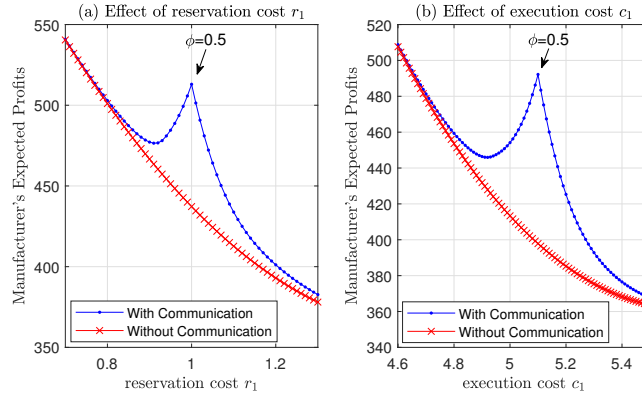 (a) Effect of reservation cost r₁
550
500
450
400
350
Manufacturer's Expected Profits
ϕ=0.5
With Communication
Without Communication
0.8
1
1.2
reservation cost r₁
(b) Effect of execution cost c₁
520
500
480
460
440
420
400
380
360
340
Manufacturer's Expected Profits
ϕ=0.5
With Communication
Without Communication
4.6
4.8
5
5.2
5.4
execution cost c₁